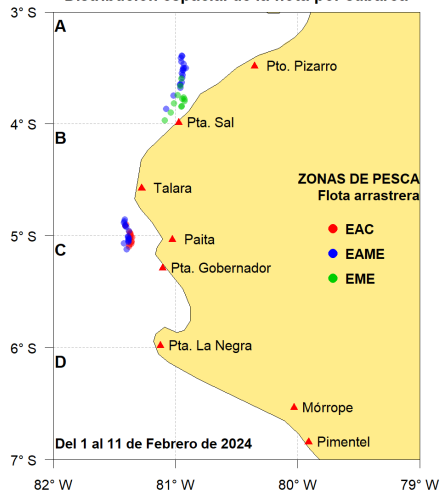 Distribución espacial de la flota por subárea
3° S
A
Pto. Pizarro
4° S
Pta. Sal
B
ZONAS DE PESCA
Talara
Flota arrastrera
EAC
5° S
Paita
C
EAME
Pta. Gobernador
EME
6° S
Pta. La Negra
D
Mórrope
Del 1 al 11 de Febrero de 2024
Pimentel
7° S
82° W
81° W
80° W
79° W